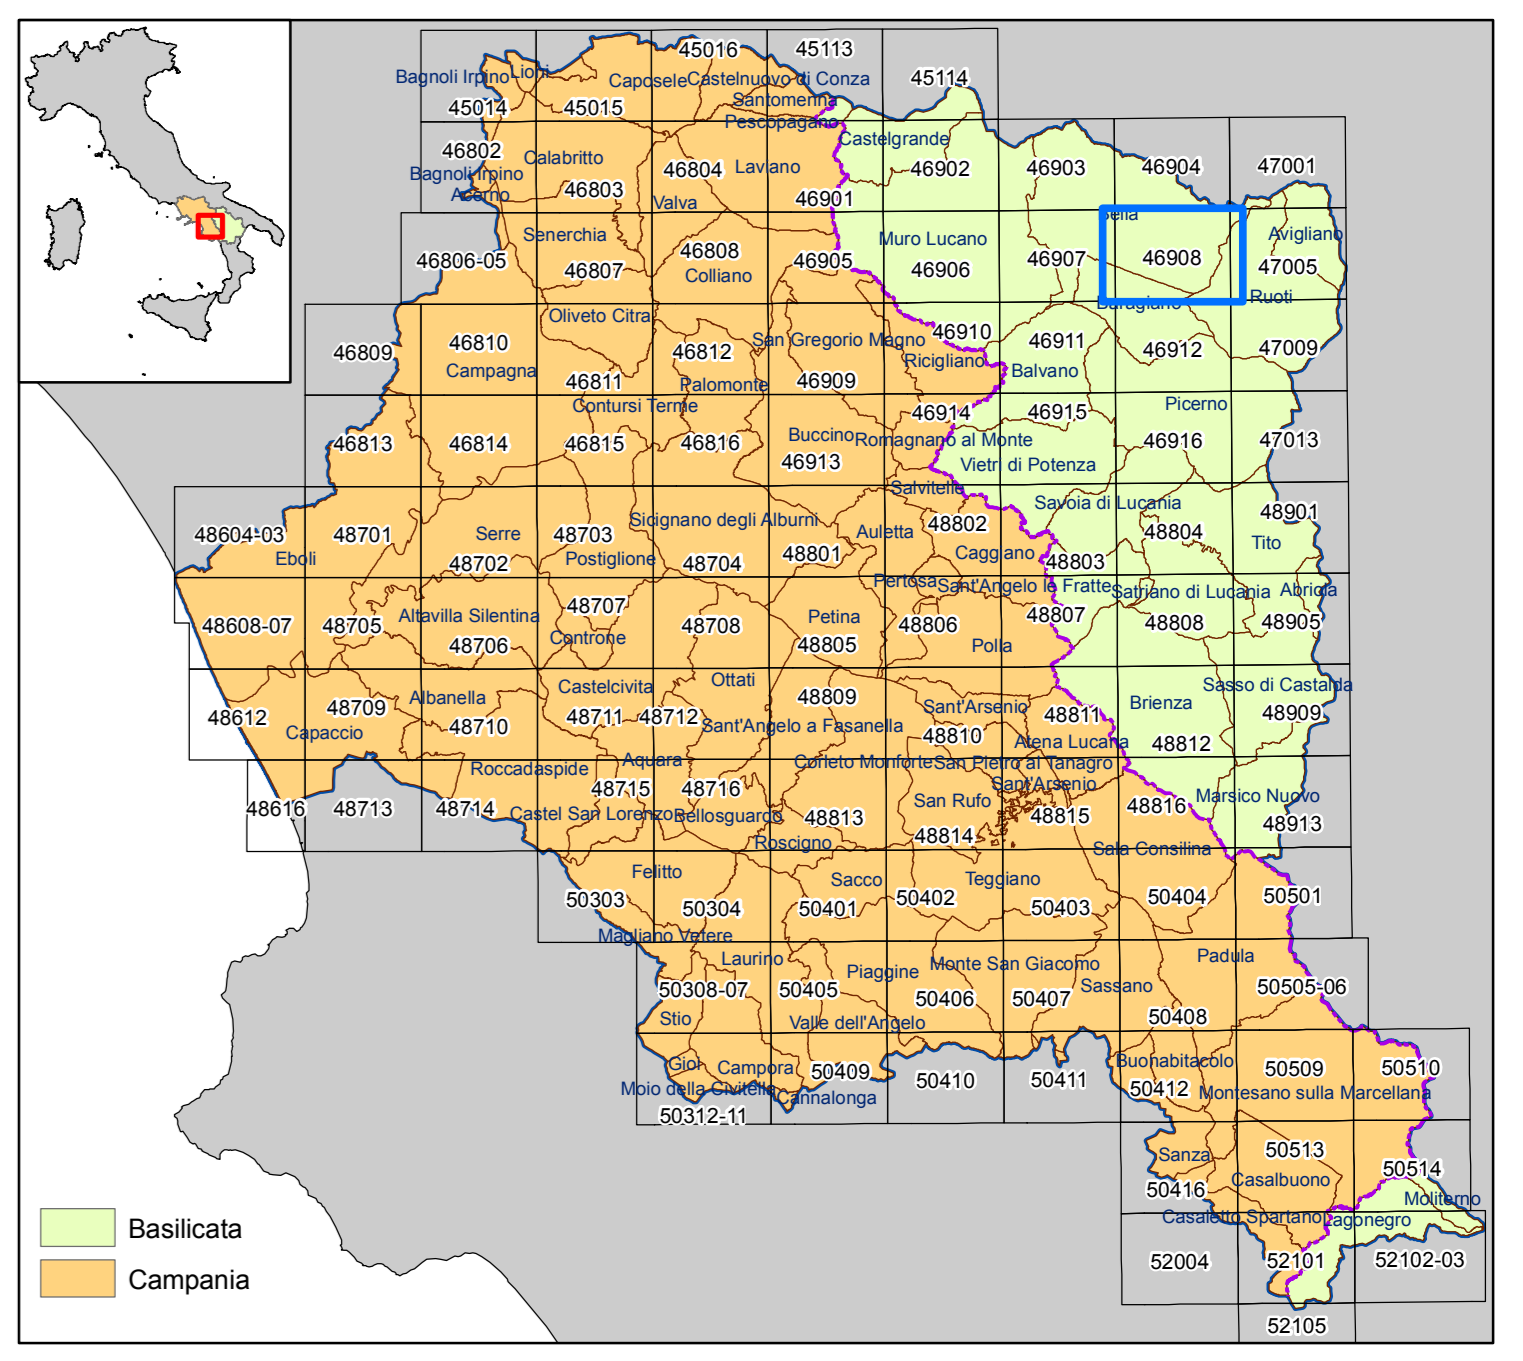 45016
45113
45114
Bagnoli Irpino
Lioni
Caposele
Castelnuovo di Conza
45014
45015
Santomenna
Pescopagano
46802
Calabritto
46804
Laviano
Castelgrande
46902
46903
46904
47001
Bagnoli Irpino
Acerno
46803
Valva
46901
Senerchia
46808
Muro Lucano
Bella
Avigliano
46806-05
46807
Colliano
46905
46906
46907
46908
47005
Oliveto Citra
Baragiano
Ruoti
46809
46810
46812
San Gregorio Magno
46910
46911
46912
47009
Campagna
46811
Palomonte
46909
Ricigliano
Balvano
Contursi Terme
46914
46915
Picerno
46813
46814
46815
46816
Buccino
Romagnano al Monte
46916
47013
46913
Vietri di Potenza
Salvitelle
Savoia di Lucania
48604-03
48701
Serre
48703
Sicignano degli Alburni
Auletta
48802
48804
48901
Eboli
48702
Postiglione
48704
48801
Caggiano
48803
Tito
Pertosa
Sant'Angelo le Fratte
Satriano di Lucania
Abriola
48608-07
48705
Altavilla Silentina
48707
48708
Petina
48806
48807
48808
48905
48706
Controne
48805
Polla
48612
48709
Albanella
Castelcivita
Ottati
48809
Sant'Arsenio
48811
Brienza
Sasso di Castalda
Capaccio
48710
48711
48712
Sant'Angelo a Fasanella
48810
Atena Lucana
48812
48909
Roccadaspide
Aquara
Corleto Monforte
San Pietro al Tanagro
Sant'Arsenio
48616
48713
48714
48715
48716
San Rufo
48816
Marsico Nuovo
Castel San Lorenzo
Bellosguardo
48813
48814
48815
48913
Roscigno
Sala Consilina
Felitto
Sacco
Teggiano
50303
50304
50401
50402
50403
50404
50501
Magliano Vetere
Laurino
Piaggine
Monte San Giacomo
Padula
50308-07
50405
50406
50407
Sassano
50505-06
Stio
Valle dell'Angelo
50408
Gioi
Campora
50409
50410
50411
Buonabitacolo
50509
50510
Moio della Civitella
Cannalonga
50412
Montesano sulla Marcellana
50312-11
Sanza
50513
50514
50416
Casalbuono
Moliterno
Casaletto Spartano
Lagonegro
Basilicata
52004
52101
52102-03
Campania
52105